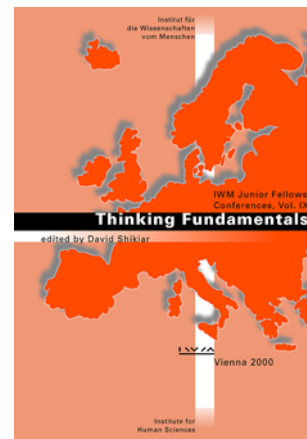 Institut für
die Wissenschaften
vom Menschen
IWM Junior Fellows
Conferences, Vol. IX
Thinking Fundamentals
edited by David Shikiar
IWM
Vienna 2000
Institute for
Human Sciences